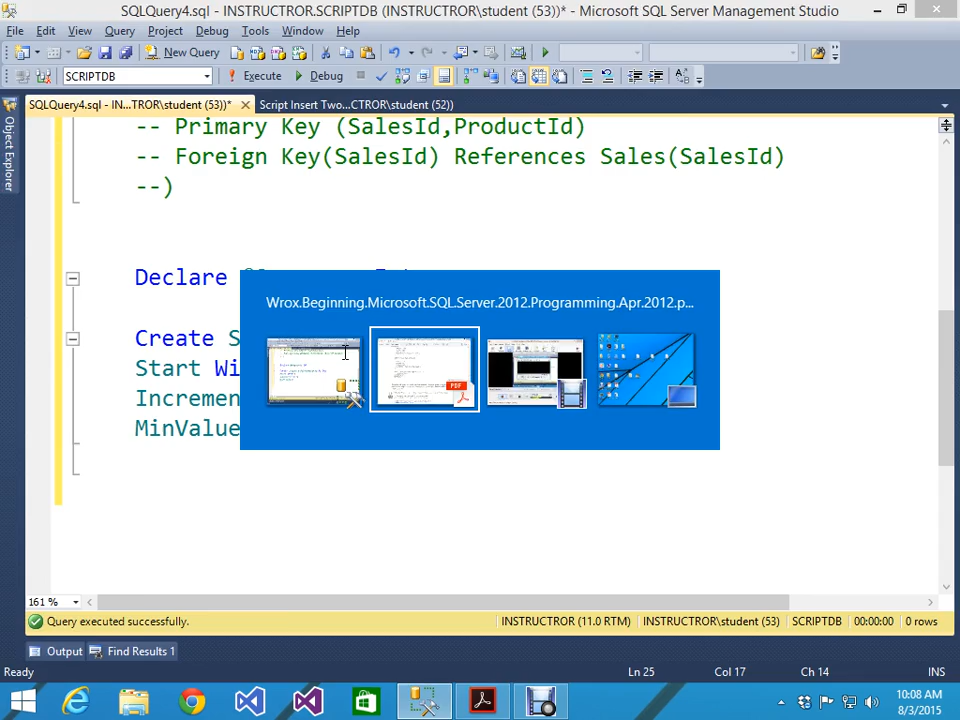 SQLQuery4.sql - INSTRUCTROR.SCRIPTDB (INSTRUCTROR\student (53))* - Microsoft SQL Server Management Studio
File Edit View Query Project Debug Tools Window Help
New Query
SCRIPTDB Execute Debug
SQLQuery4.sql - IN...TROR\student (53))* Script Insert Two...CTROR\student (52))
Object Explorer
-- Primary Key (SalesId,ProductId)
-- Foreign Key(SalesId) References Sales(SalesId)
--)
Declare
Wrox.Beginning.Microsoft.SQL.Server.2012.Programming.Apr.2012.p...
Create S
Start Wi
Incremen
MinValue
PDF
161 %
Query executed successfully. INSTRUCTROR (11.0 RTM) INSTRUCTROR\student (53) SCRIPTDB 00:00:00 0 rows
Output Find Results 1
Ready Ln 25 Col 17 Ch 14 INS
10:08 AM
8/3/2015